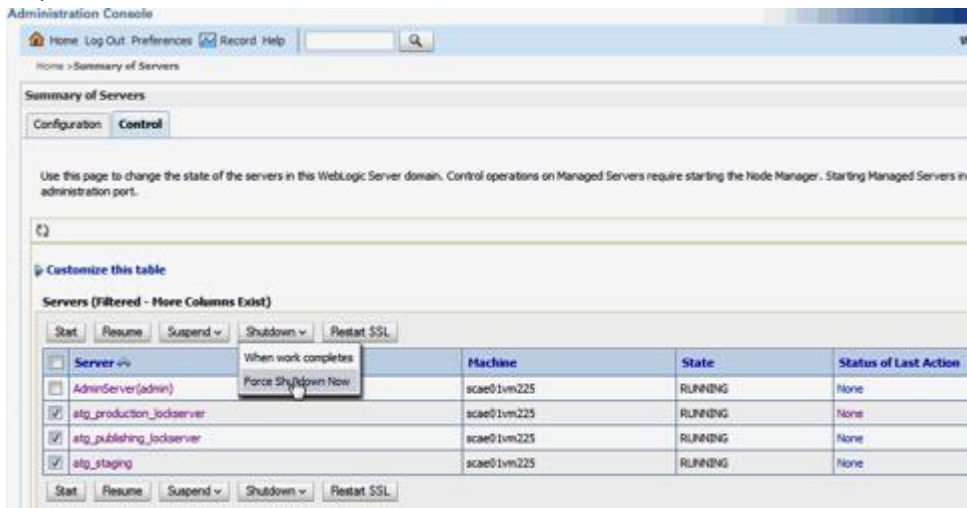 Administration Console
Home Log Out Preferences Record Help
Home >Summary of Servers
Summary of Servers
Configuration Control
Use this page to change the state of the servers in this WebLogic Server domain. Control operations on Managed Servers require starting the Node Manager. Starting Managed Servers in
administration port.
Customize this table
Servers (Filtered - More Columns Exist)
Start Resume Suspend Shutdown Restart SSL
When work completes
Force Shutdown Now
Server Machine State Status of Last Action
AdminServer(admin) scae01vm225 RUNNING None
atg_production_lockserver scae01vm225 RUNNING None
atg_publishing_lockserver scae01vm225 RUNNING None
atg_staging scae01vm225 RUNNING None
Start Resume Suspend Shutdown Restart SSL